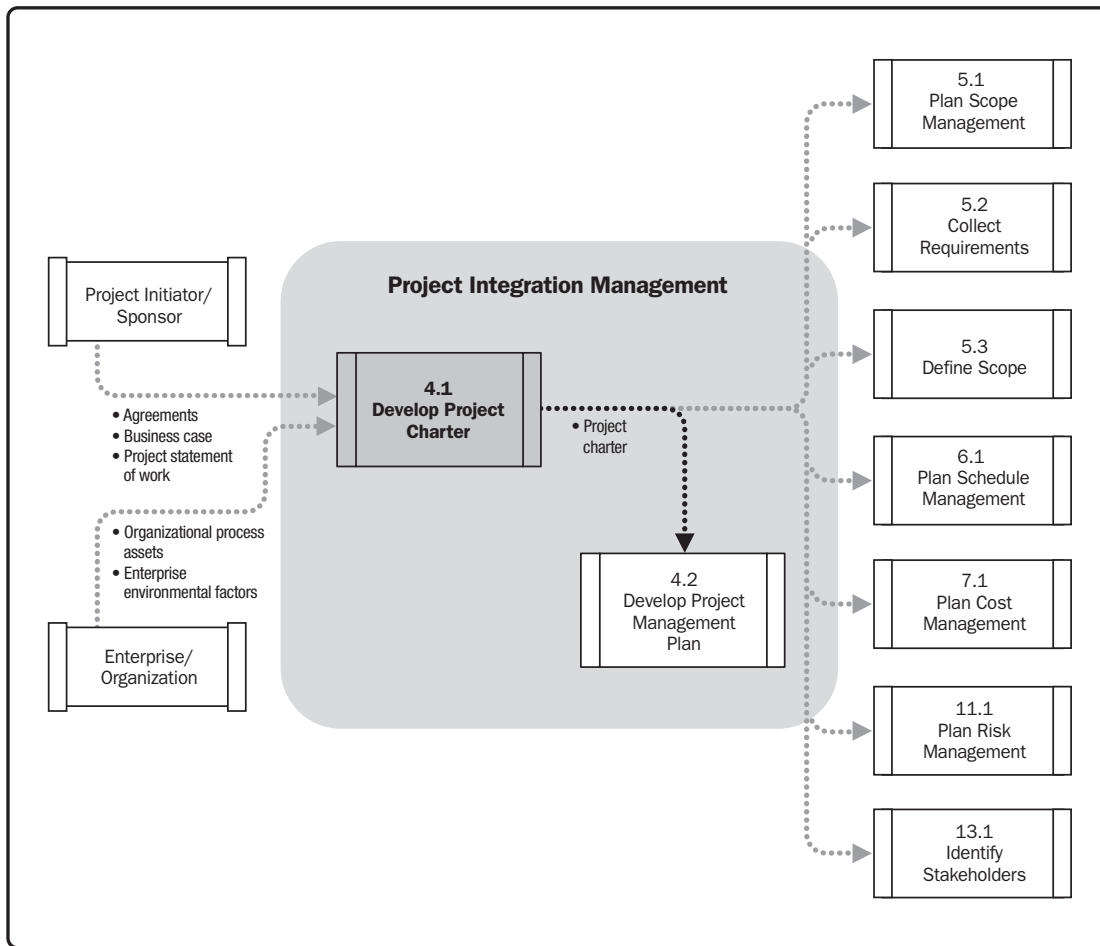 Project Initiator/
Sponsor
• Agreements
• Business case
• Project statement
of work
• Organizational process
assets
• Enterprise
environmental factors
Enterprise/
Organization
Project Integration Management
4.1
Develop Project
Charter
• Project
charter
4.2
Develop Project
Management
Plan
5.1
Plan Scope
Management
5.2
Collect
Requirements
5.3
Define Scope
6.1
Plan Schedule
Management
7.1
Plan Cost
Management
11.1
Plan Risk
Management
13.1
Identify
Stakeholders